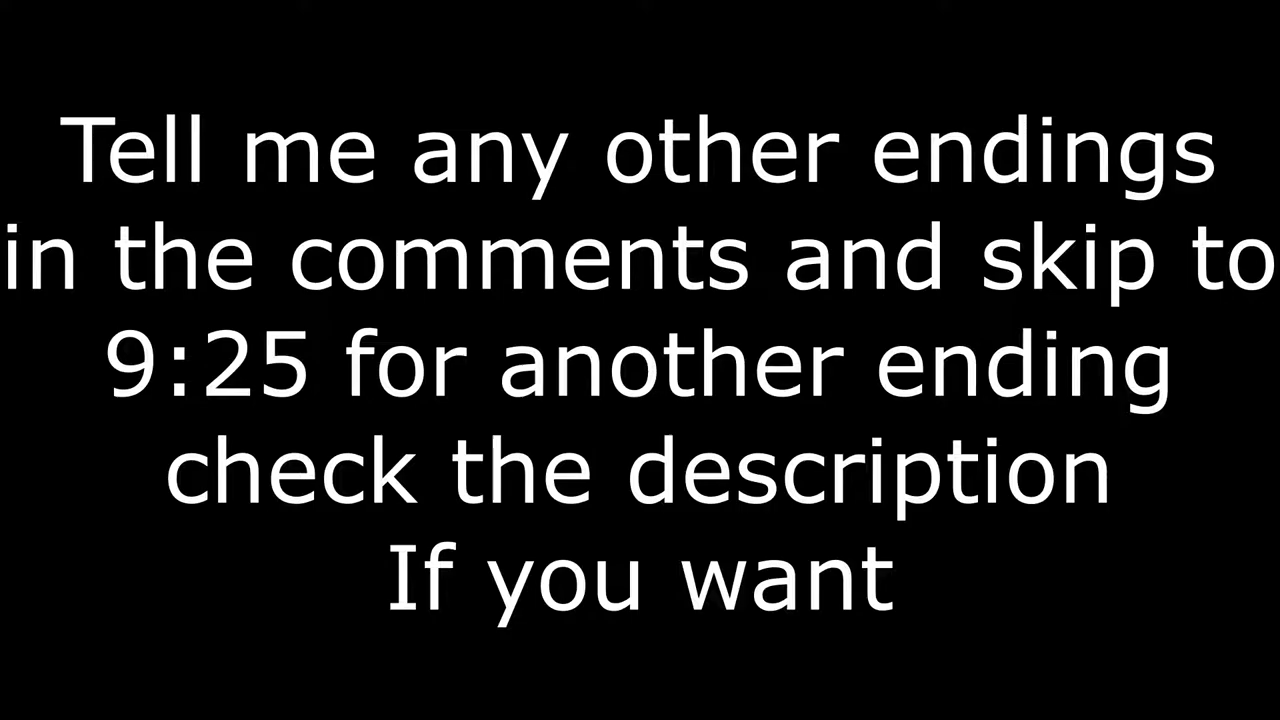 Tell me any other endings
in the comments and skip to
9:25 for another ending
check the description
If you want